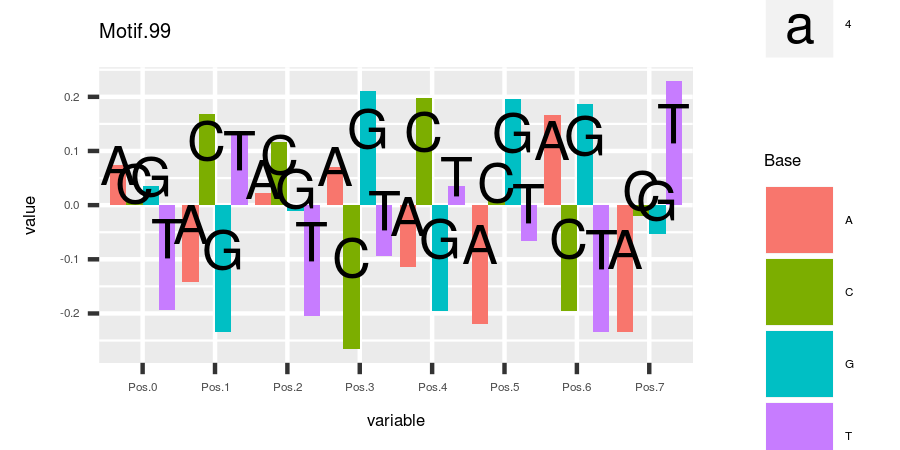 Motif.99
a 4
value
0.2
0.1
0.0
-0.1
-0.2
A C G T A C G T A C G T A C G T A C G T A C G T A C G T A C G T
Pos.0 Pos.1 Pos.2 Pos.3 Pos.4 Pos.5 Pos.6 Pos.7
variable
Base
A
C
G
T